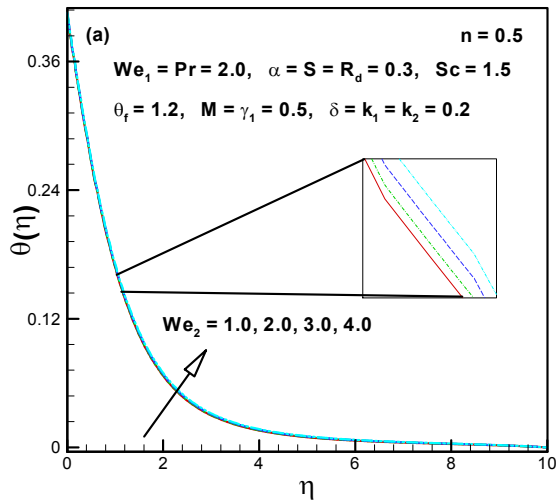 (a)
n = 0.5
We₁ = Pr = 2.0, α = S = R_d = 0.3, Sc = 1.5
θ_f = 1.2, M = γ₁ = 0.5, δ = k₁ = k₂ = 0.2
We₂ = 1.0, 2.0, 3.0, 4.0
θ(η)
0.36
0.24
0.12
0
0 2 4 6 8 10
η